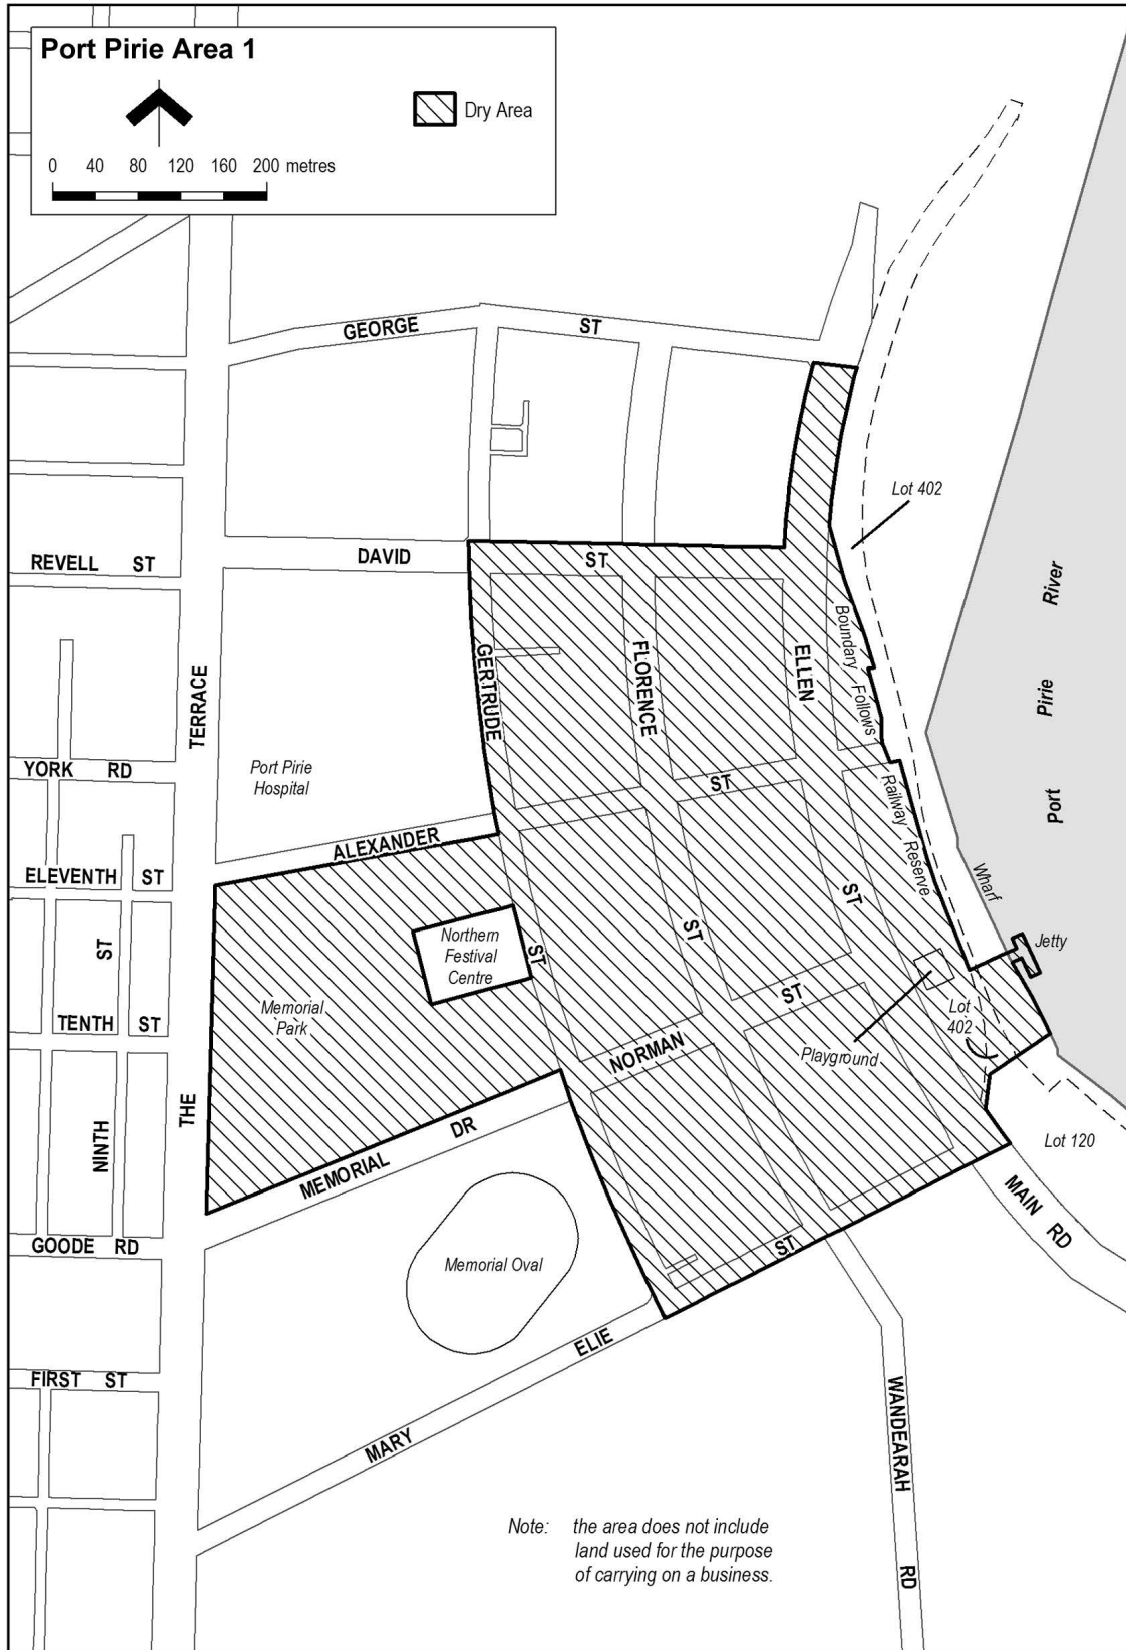 Port Pirie Area 1
Dry Area
0 40 80 120 160 200 metres
GEORGE ST
Lot 402
REVELL ST
DAVID ST
River
Pirie
Port
Boundary
Follows
Railway
Reserve
GERTRUDE
FLORENCE
ELLEN
TERRACE
YORK RD
Port Pirie
Hospital
ST
ALEXANDER
ELEVENTH ST
Wharf
ST
ST
ST
Jetty
Northern
Festival
Centre
ST
ST
Memorial
Park
Lot
402
TENTH ST
NORMAN
Playground
THE
NINTH
MEMORIAL DR
Lot 120
MAIN RD
GOODE RD
ST
Memorial Oval
ELIE
FIRST ST
MARY
WANDEARAH
RD
Note: the area does not include
land used for the purpose
of carrying on a business.